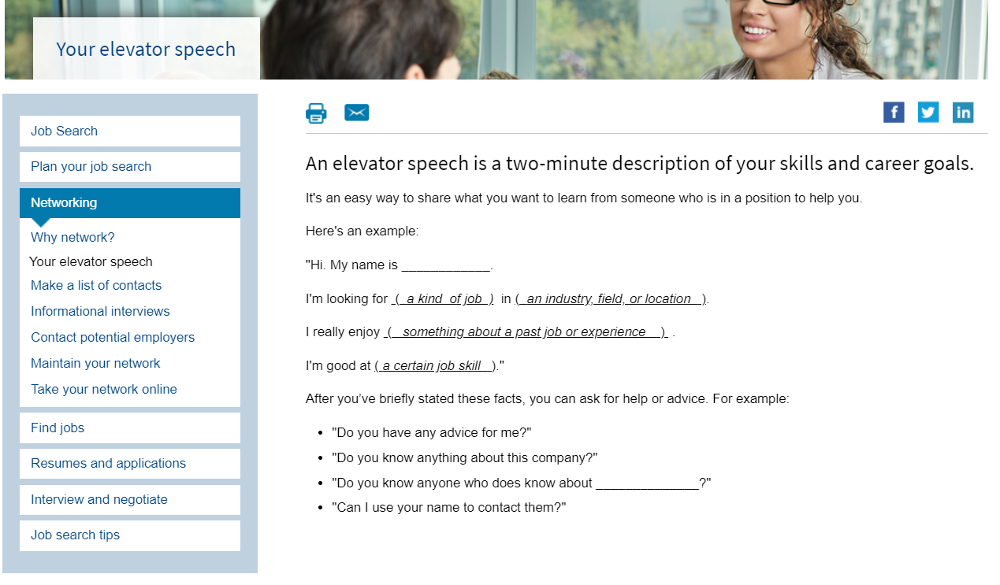 Your elevator speech
Job Search
Plan your job search
Networking
Why network?
Your elevator speech
Make a list of contacts
Informational interviews
Contact potential employers
Maintain your network
Take your network online
Find jobs
Resumes and applications
Interview and negotiate
Job search tips
f
in
An elevator speech is a two-minute description of your skills and career goals.
It's an easy way to share what you want to learn from someone who is in a position to help you.
Here's an example:
"Hi. My name is _____________.
I'm looking for _(_ a kind  of job _)  in (_ an industry, field, or location _ ).
I really enjoy _(_ something about a past job or experience _ )_ .
I'm good at ( a certain job skill _ )."
After you’ve briefly stated these facts, you can ask for help or advice. For example:
• "Do you have any advice for me?"
• "Do you know anything about this company?"
• "Do you know anyone who does know about _______________?"
• "Can I use your name to contact them?"